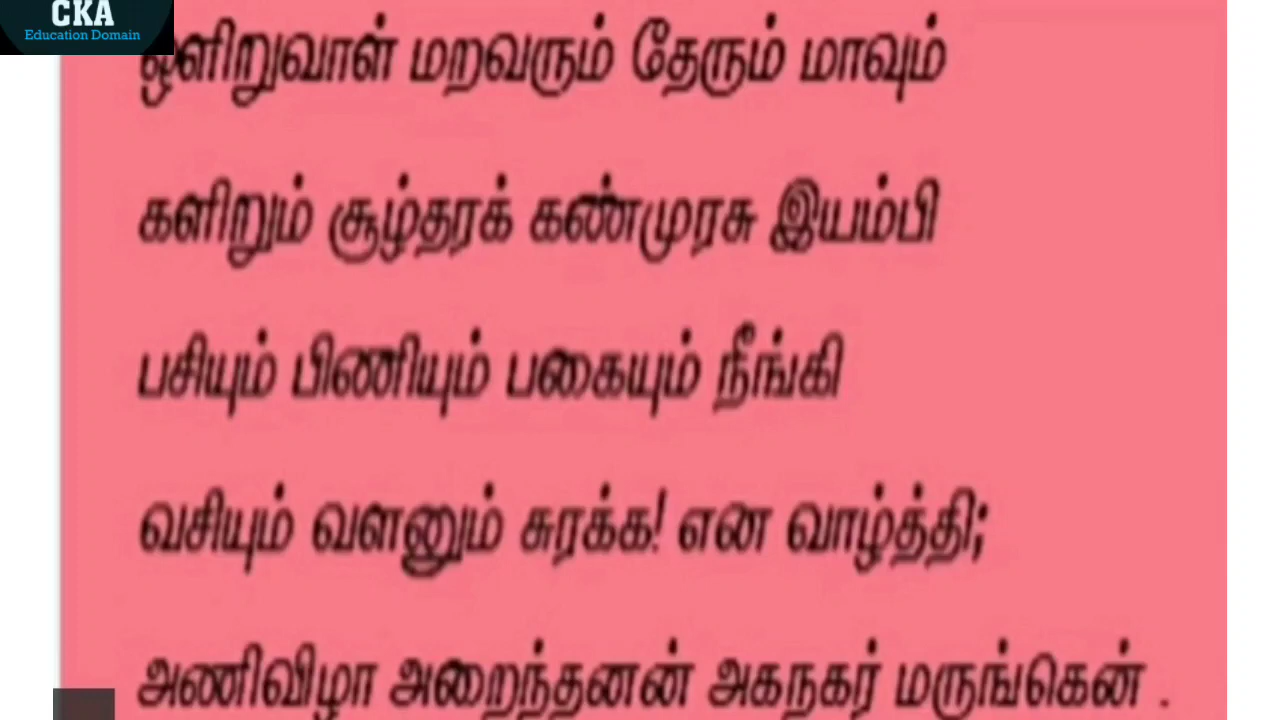 CKA
Education Domain
ஒளிறுவாள் மறவரும் தேரும் மாவும்
களிறும் சூழ்தரக் கண்முரசு இயம்பி
பசியும் பிணியும் பகையும் நீங்கி
வசியும் வளனும் சுரக்க! என வாழ்த்தி;
அணிவிழா அறைந்தனன் அகநகர் மருங்கென் .